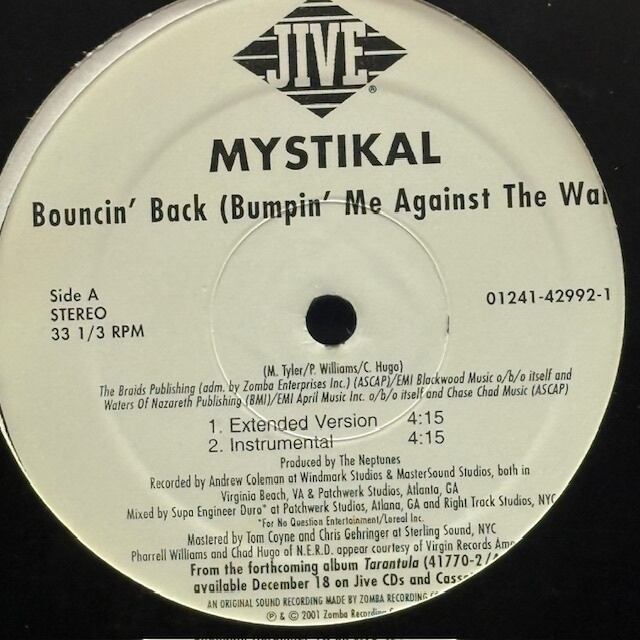 JIVE
®
MYSTIKAL
Bouncin' Back (Bumpin' Me Against The
Side A
STEREO
33 1/3 RPM
01241-42992-1
(M. Tyler/P. Williams/C. Hugo)
The Braids Publishing (adm. by Zomba Enterprises Inc.) (ASCAP)/EMI Blackwood Music o/b/o itself and
Waters Of Nazareth Publishing (BMI)/EMI April Music Inc. o/b/o itself and Chase Chad Music (ASCAP)
1. Extended Version 4:15
2. Instrumental 4:15
Produced by The Neptunes
Recorded by Andrew Coleman at Windmark Studios & MasterSound Studios, both in
Virginia Beach, VA & Patchwerk Studios, Atlanta, GA
Mixed by Supa Engineer Duro* at Patchwerk Studios, Atlana, GA and Right Track Studios, NYC
*For No Question Entertainment/Loreal Inc.
Mastered by Tom Coyne and Chris Gehringer at Sterling Sound, NYC
Pharrell Williams and Chad Hugo of N.E.R.D. appear courtesy of Virgin Records
From the forthcoming album Tarantula (41770-2/
available December 18 on Jive CDs and
AN ORIGINAL SOUND RECORDING MADE BY ZOMBA RECORDING
℗ & © 2001 Zomba